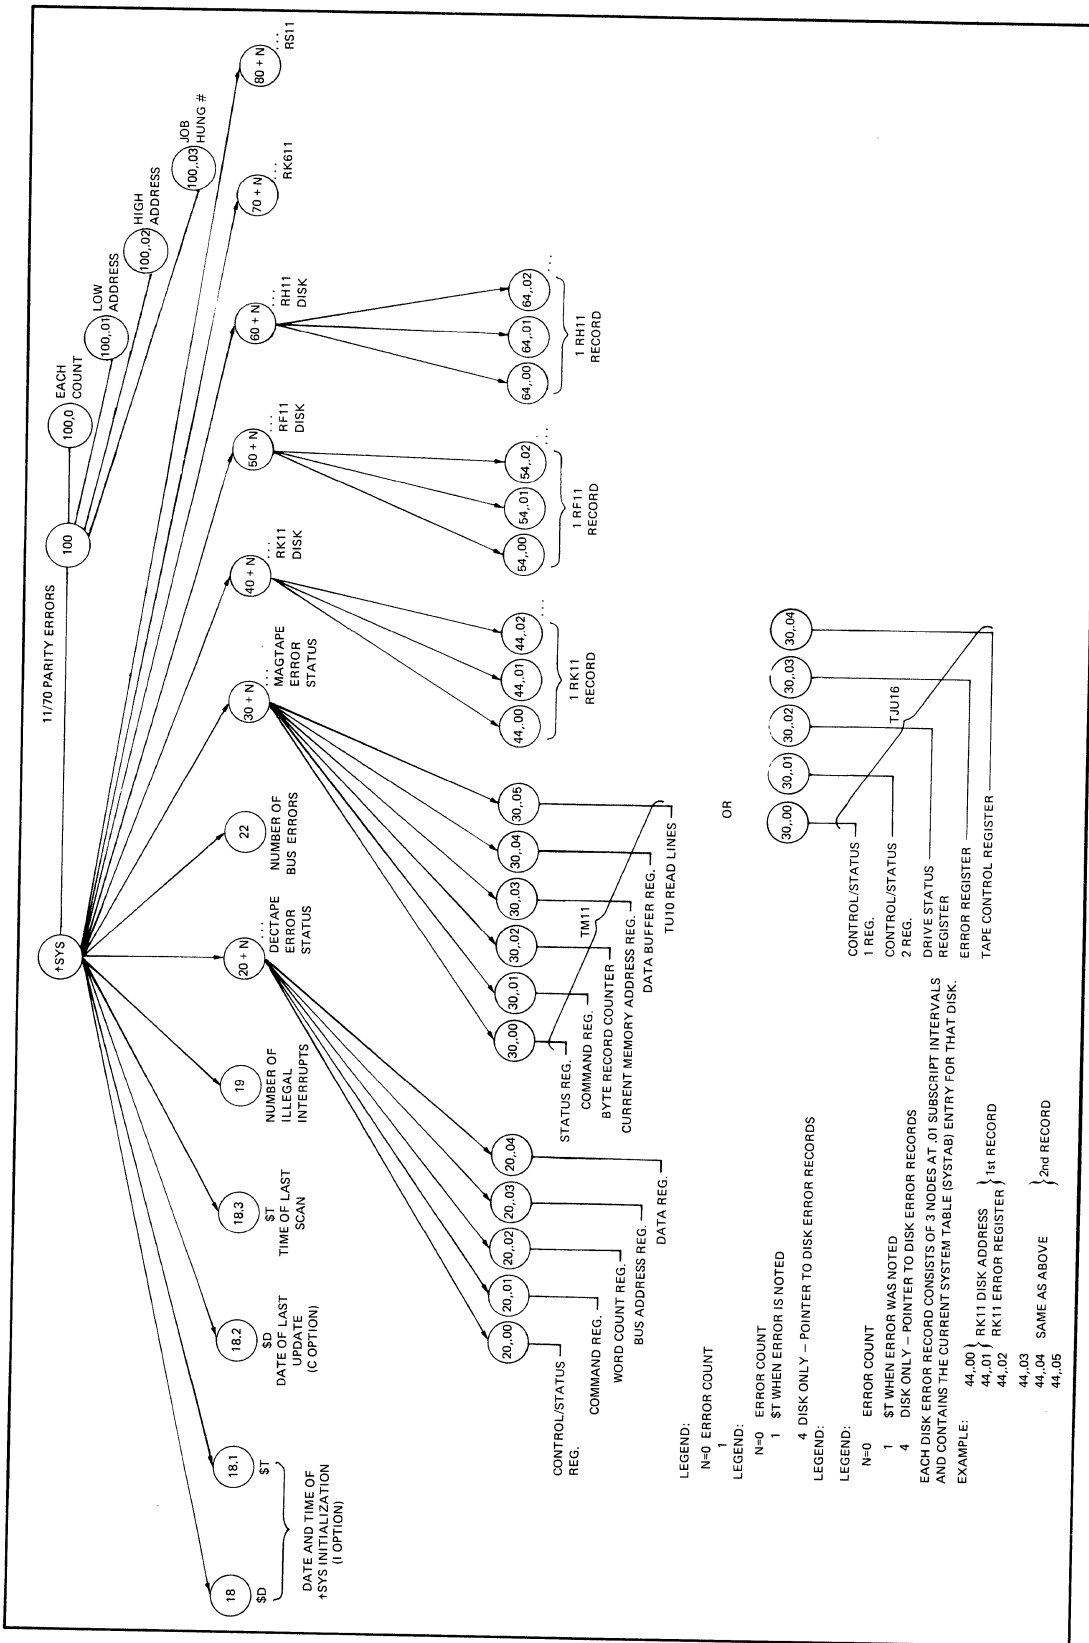 ↑SYS
11/70 PARITY ERRORS
100
100,0
EACH
COUNT
100,.01
LOW
ADDRESS
100,.02
HIGH
ADDRESS
100,.03
JOB
HUNG #
18
$D
18.1
$T
DATE AND TIME OF
↑SYS INITIALIZATION
(I OPTION)
18.2
$D
DATE OF LAST
UPDATE
(C OPTION)
18.3
$T
TIME OF LAST
SCAN
19
NUMBER OF
ILLEGAL
INTERRUPTS
20 + N
...
DECTAPE
ERROR
STATUS
22
NUMBER OF
BUS ERRORS
30 + N
...
MAGTAPE
ERROR
STATUS
40 + N
...
RK11
DISK
50 + N
...
RF11
DISK
60 + N
...
RH11
DISK
70 + N
...
RK611
80 + N
...
RS11
20,.00
20,.01
20,.02
20,.03
20,.04
CONTROL/STATUS
REG.
COMMAND REG.
WORD COUNT REG.
BUS ADDRESS REG.
DATA REG.
30,.00
30,.01
30,.02
30,.03
30,.04
30,.05
TM11
STATUS REG.
COMMAND REG.
BYTE RECORD COUNTER
CURRENT MEMORY ADDRESS REG.
DATA BUFFER REG.
TU10 READ LINES
44,.00
44,.01
44,.02
...
1 RK11
RECORD
54,.00
54,.01
54,.02
...
1 RF11
RECORD
64,.00
64,.01
64,.02
...
1 RH11
RECORD
OR
30,.00
30,.01
30,.02
30,.03
30,.04
TJU16
CONTROL/STATUS
1 REG.
CONTROL/STATUS
2 REG.
DRIVE STATUS
REGISTER
ERROR REGISTER
TAPE CONTROL REGISTER
LEGEND:
N=0 ERROR COUNT
1
LEGEND:
N=0 ERROR COUNT
1 $T WHEN ERROR IS NOTED
4 DISK ONLY – POINTER TO DISK ERROR RECORDS
LEGEND:
LEGEND:
N=0 ERROR COUNT
1 $T WHEN ERROR WAS NOTED
4 DISK ONLY – POINTER TO DISK ERROR RECORDS
EACH DISK ERROR RECORD CONSISTS OF 3 NODES AT .01 SUBSCRIPT INTERVALS
AND CONTAINS THE CURRENT SYSTEM TABLE (SYSTAB) ENTRY FOR THAT DISK.
EXAMPLE:
44,.00 } RK11 DISK ADDRESS } 1st RECORD
44,.01 } RK11 ERROR REGISTER
44,.02
44,.03
44,.04 SAME AS ABOVE } 2nd RECORD
44,.05